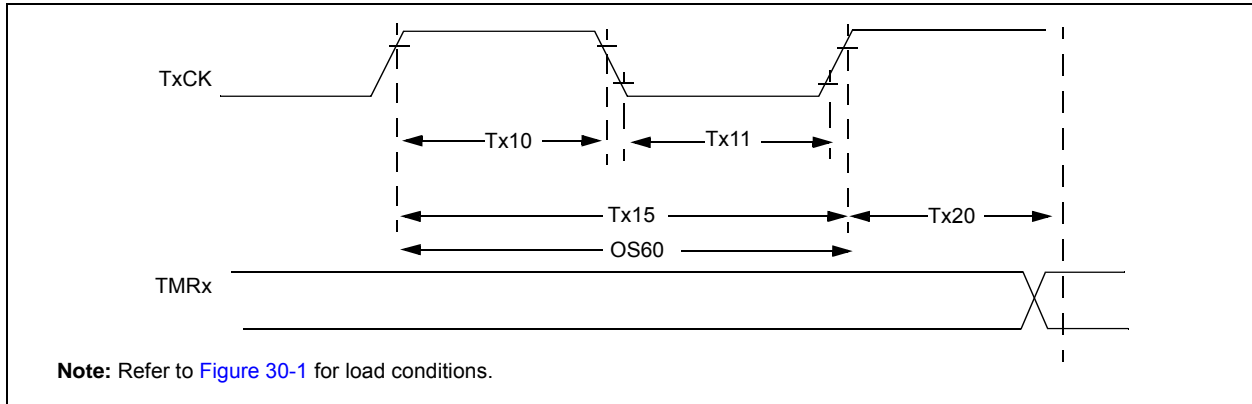 TxCK
Tx10
Tx11
Tx15
Tx20
OS60
TMRx
Note: Refer to Figure 30-1 for load conditions.